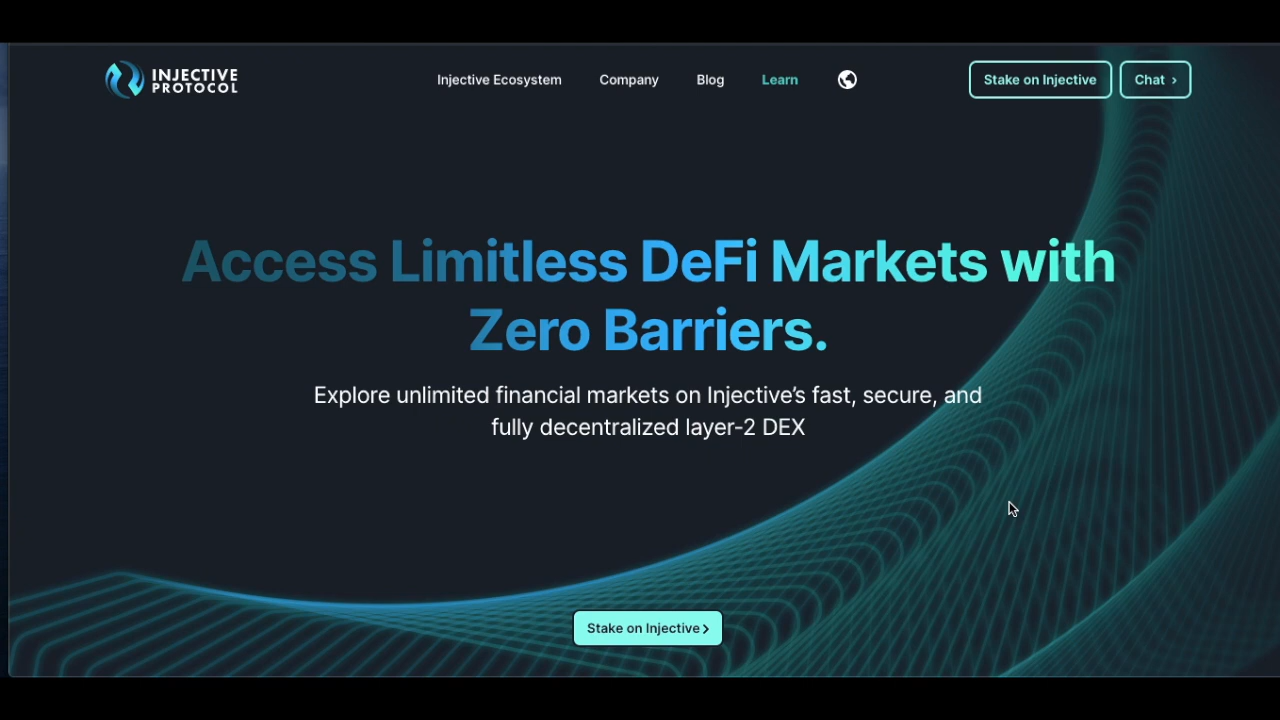 INJECTIVE
PROTOCOL
Injective Ecosystem
Company
Blog
Learn
Stake on Injective
Chat ›
Access Limitless DeFi Markets with
Zero Barriers.
Explore unlimited financial markets on Injective’s fast, secure, and
fully decentralized layer-2 DEX
Stake on Injective ›